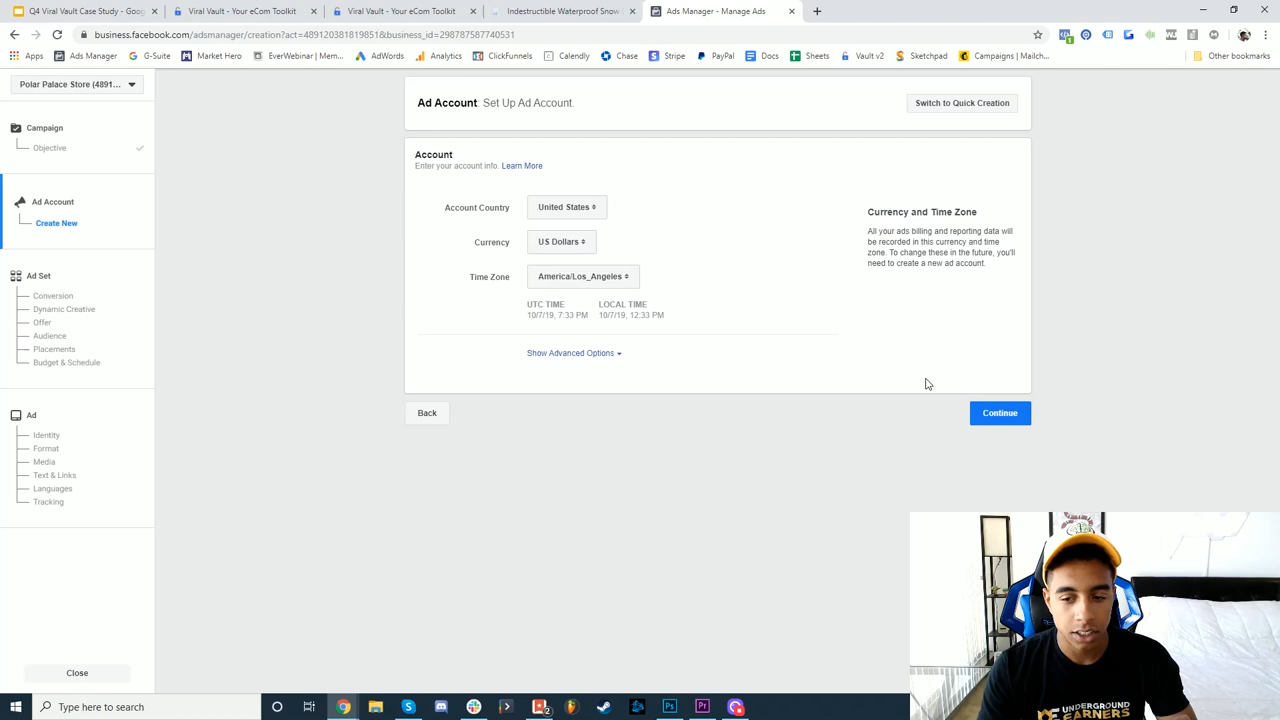 Q4 Viral Vault Case Study - Goog
Viral Vault - Your eCom Toolkit
Viral Vault - Your eCom Toolkit
Indestructible Waterproof Snow
Ads Manager - Manage Ads
business.facebook.com/adsmanager/creation?act=489120381819851&business_id=298787587740531
Apps
Ads Manager
G-Suite
Market Hero
EverWebinar | Mem...
AdWords
Analytics
ClickFunnels
Calendly
Chase
Stripe
PayPal
Docs
Sheets
Vault v2
Sketchpad
Campaigns | Mailch...
Other bookmarks
Polar Palace Store (4891...
Campaign
Objective
Ad Account
Create New
Ad Set
Conversion
Dynamic Creative
Offer
Audience
Placements
Budget & Schedule
Ad
Identity
Format
Media
Text & Links
Languages
Tracking
Close
Ad Account Set Up Ad Account.
Switch to Quick Creation
Account
Enter your account info. Learn More
Account Country United States
Currency US Dollars
Time Zone America/Los_Angeles
UTC TIME LOCAL TIME
10/7/19, 7:33 PM 10/7/19, 12:33 PM
Show Advanced Options
Currency and Time Zone
All your ads billing and reporting data will
be recorded in this currency and time
zone. To change these in the future, you'll
need to create a new ad account.
Back
Continue
Type here to search
UNDERGROUND
EARNERS